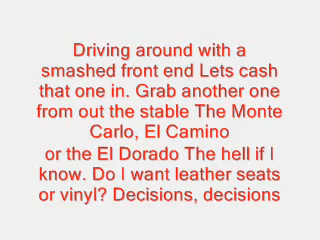 Driving around with a
smashed front end Lets cash
that one in. Grab another one
from out the stable The Monte
Carlo, El Camino
or the El Dorado The hell if I
know. Do I want leather seats
or vinyl? Decisions, decisions